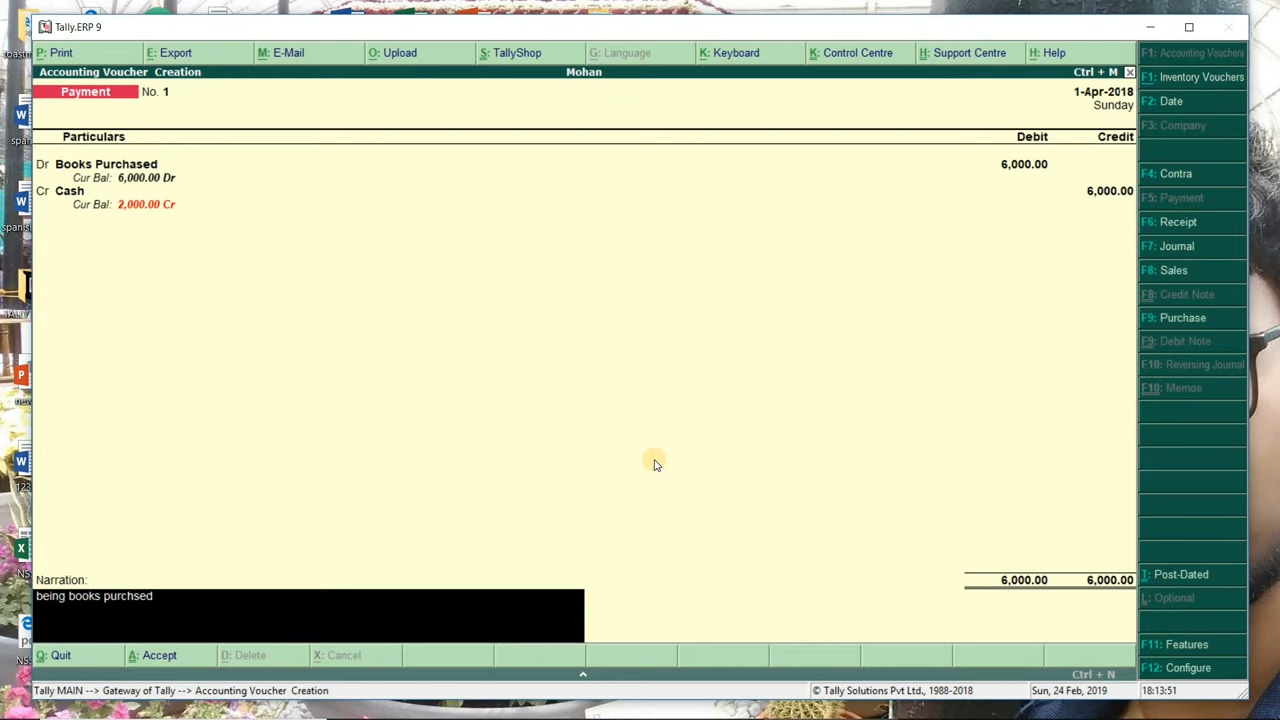 Tally.ERP 9
P: Print E: Export M: E-Mail O: Upload S: TallyShop G: Language K: Keyboard K: Control Centre H: Support Centre H: Help
Accounting Voucher Creation Mohan Ctrl + M
Payment No. 1 1-Apr-2018
Sunday
Particulars Debit Credit
Dr Books Purchased 6,000.00
Cur Bal: 6,000.00 Dr
Cr Cash 6,000.00
Cur Bal: 2,000.00 Cr
Narration: 6,000.00 6,000.00
being books purchsed
Q: Quit A: Accept D: Delete X: Cancel
Ctrl + N
Tally MAIN --> Gateway of Tally --> Accounting Voucher Creation © Tally Solutions Pvt Ltd., 1988-2018 Sun, 24 Feb, 2019 18:13:51
F1: Accounting Vouchers
F1: Inventory Vouchers
F2: Date
F3: Company
F4: Contra
F5: Payment
F6: Receipt
F7: Journal
F8: Sales
F8: Credit Note
F9: Purchase
F9: Debit Note
F10: Reversing Journal
F10: Memos
T: Post-Dated
L: Optional
F11: Features
F12: Configure
span
span s
TALLY
new
123
NS